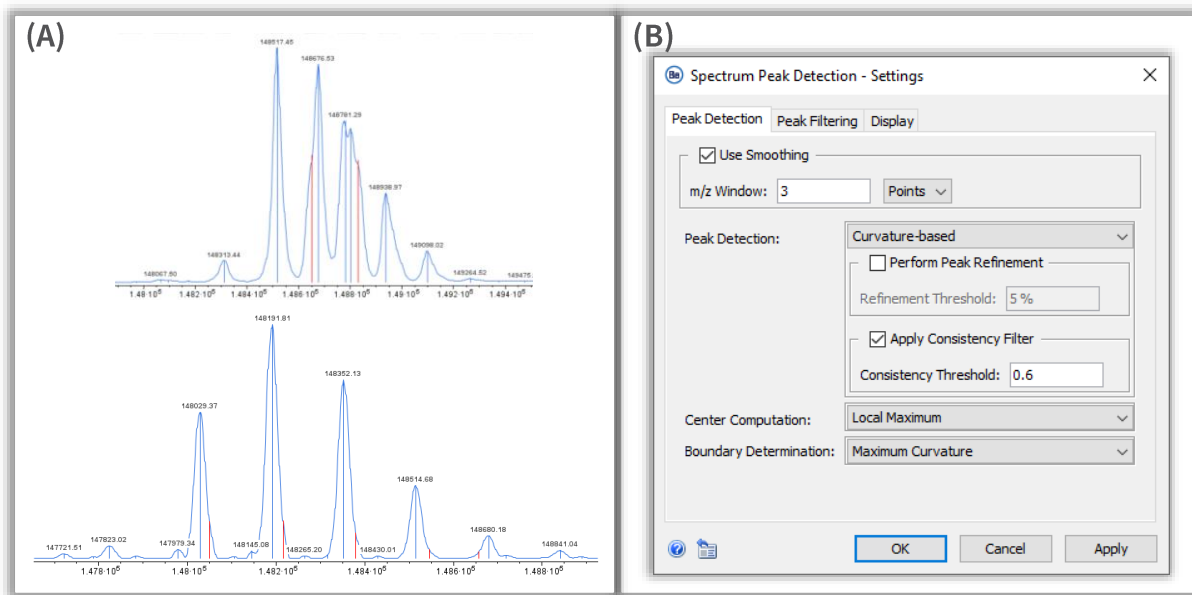 (A)
148517.45
148676.53
148781.29
148938.97
148313.44
149098.02
148067.50
149264.52
149475.
1.48·10⁵
1.482·10⁵
1.484·10⁵
1.486·10⁵
1.488·10⁵
1.49·10⁵
1.492·10⁵
1.494·10⁵
148191.81
148352.13
148029.37
148514.68
148680.18
147823.02
147979.34
148145.08
148265.20
148430.01
147721.51
148841.04
1.478·10⁵
1.48·10⁵
1.482·10⁵
1.484·10⁵
1.486·10⁵
1.488·10⁵
(B)
Be Spectrum Peak Detection - Settings
Peak Detection Peak Filtering Display
Use Smoothing
m/z Window: 3 Points
Peak Detection: Curvature-based
Perform Peak Refinement
Refinement Threshold: 5 %
Apply Consistency Filter
Consistency Threshold: 0.6
Center Computation: Local Maximum
Boundary Determination: Maximum Curvature
OK Cancel Apply